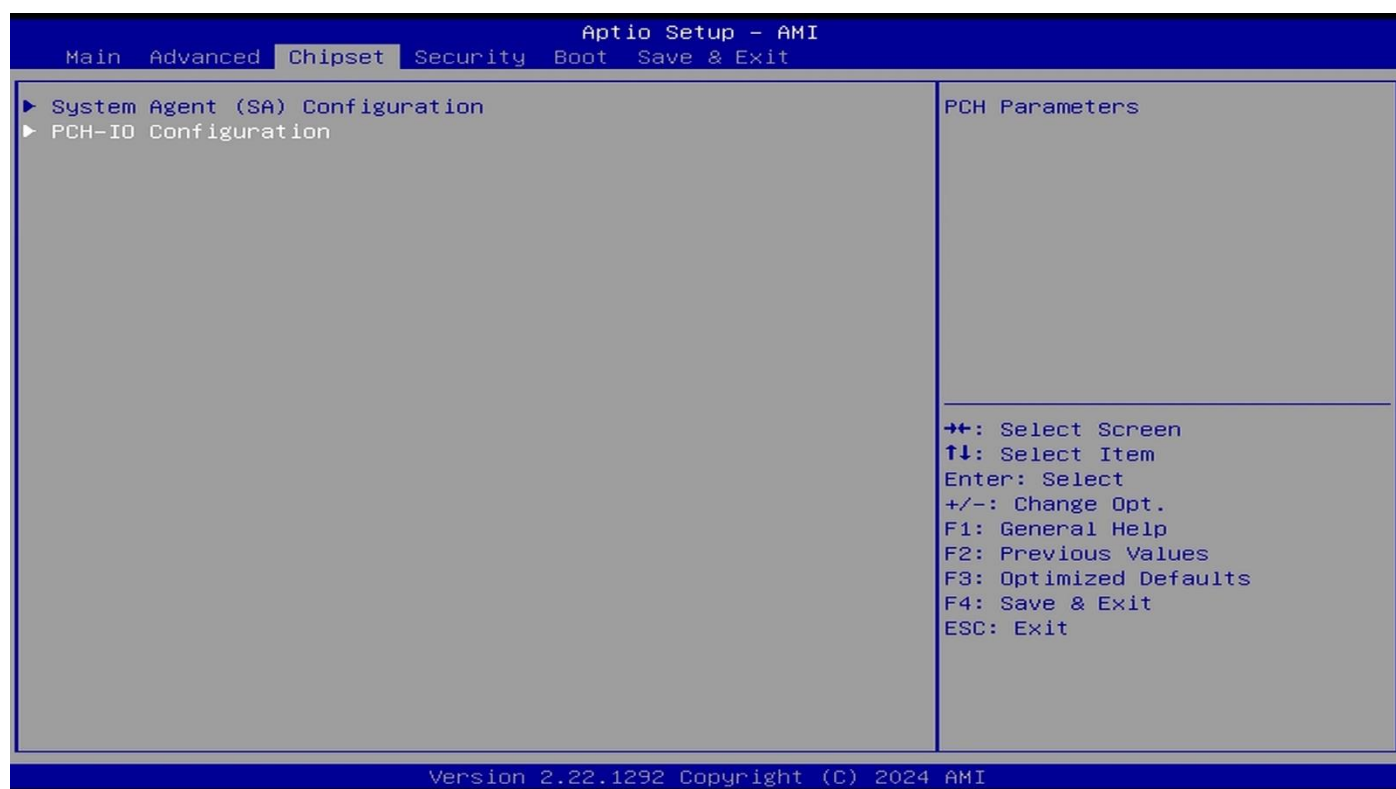 Aptio Setup – AMI
Main Advanced Chipset Security Boot Save & Exit
► System Agent (SA) Configuration
► PCH-IO Configuration
PCH Parameters
→←: Select Screen
↑↓: Select Item
Enter: Select
+/-: Change Opt.
F1: General Help
F2: Previous Values
F3: Optimized Defaults
F4: Save & Exit
ESC: Exit
Version 2.22.1292 Copyright (C) 2024 AMI